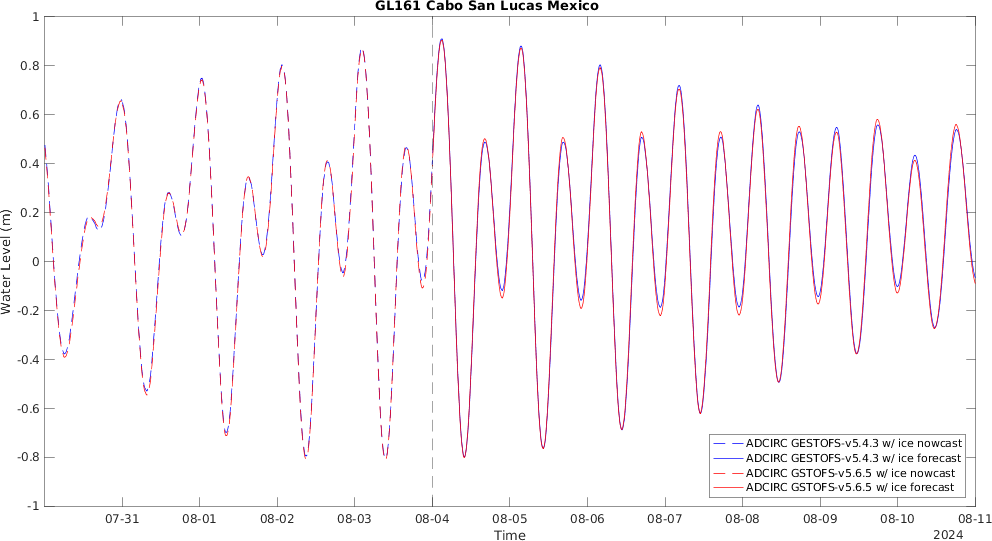 GL161 Cabo San Lucas Mexico
1
0.8
0.6
0.4
0.2
0
-0.2
-0.4
-0.6
-0.8
-1
Water Level (m)
ADCIRC GESTOFS-v5.4.3 w/ ice nowcast
ADCIRC GESTOFS-v5.4.3 w/ ice forecast
ADCIRC GSTOFS-v5.6.5 w/ ice nowcast
ADCIRC GSTOFS-v5.6.5 w/ ice forecast
07-31 08-01 08-02 08-03 08-04 08-05 08-06 08-07 08-08 08-09 08-10 08-11
Time
2024